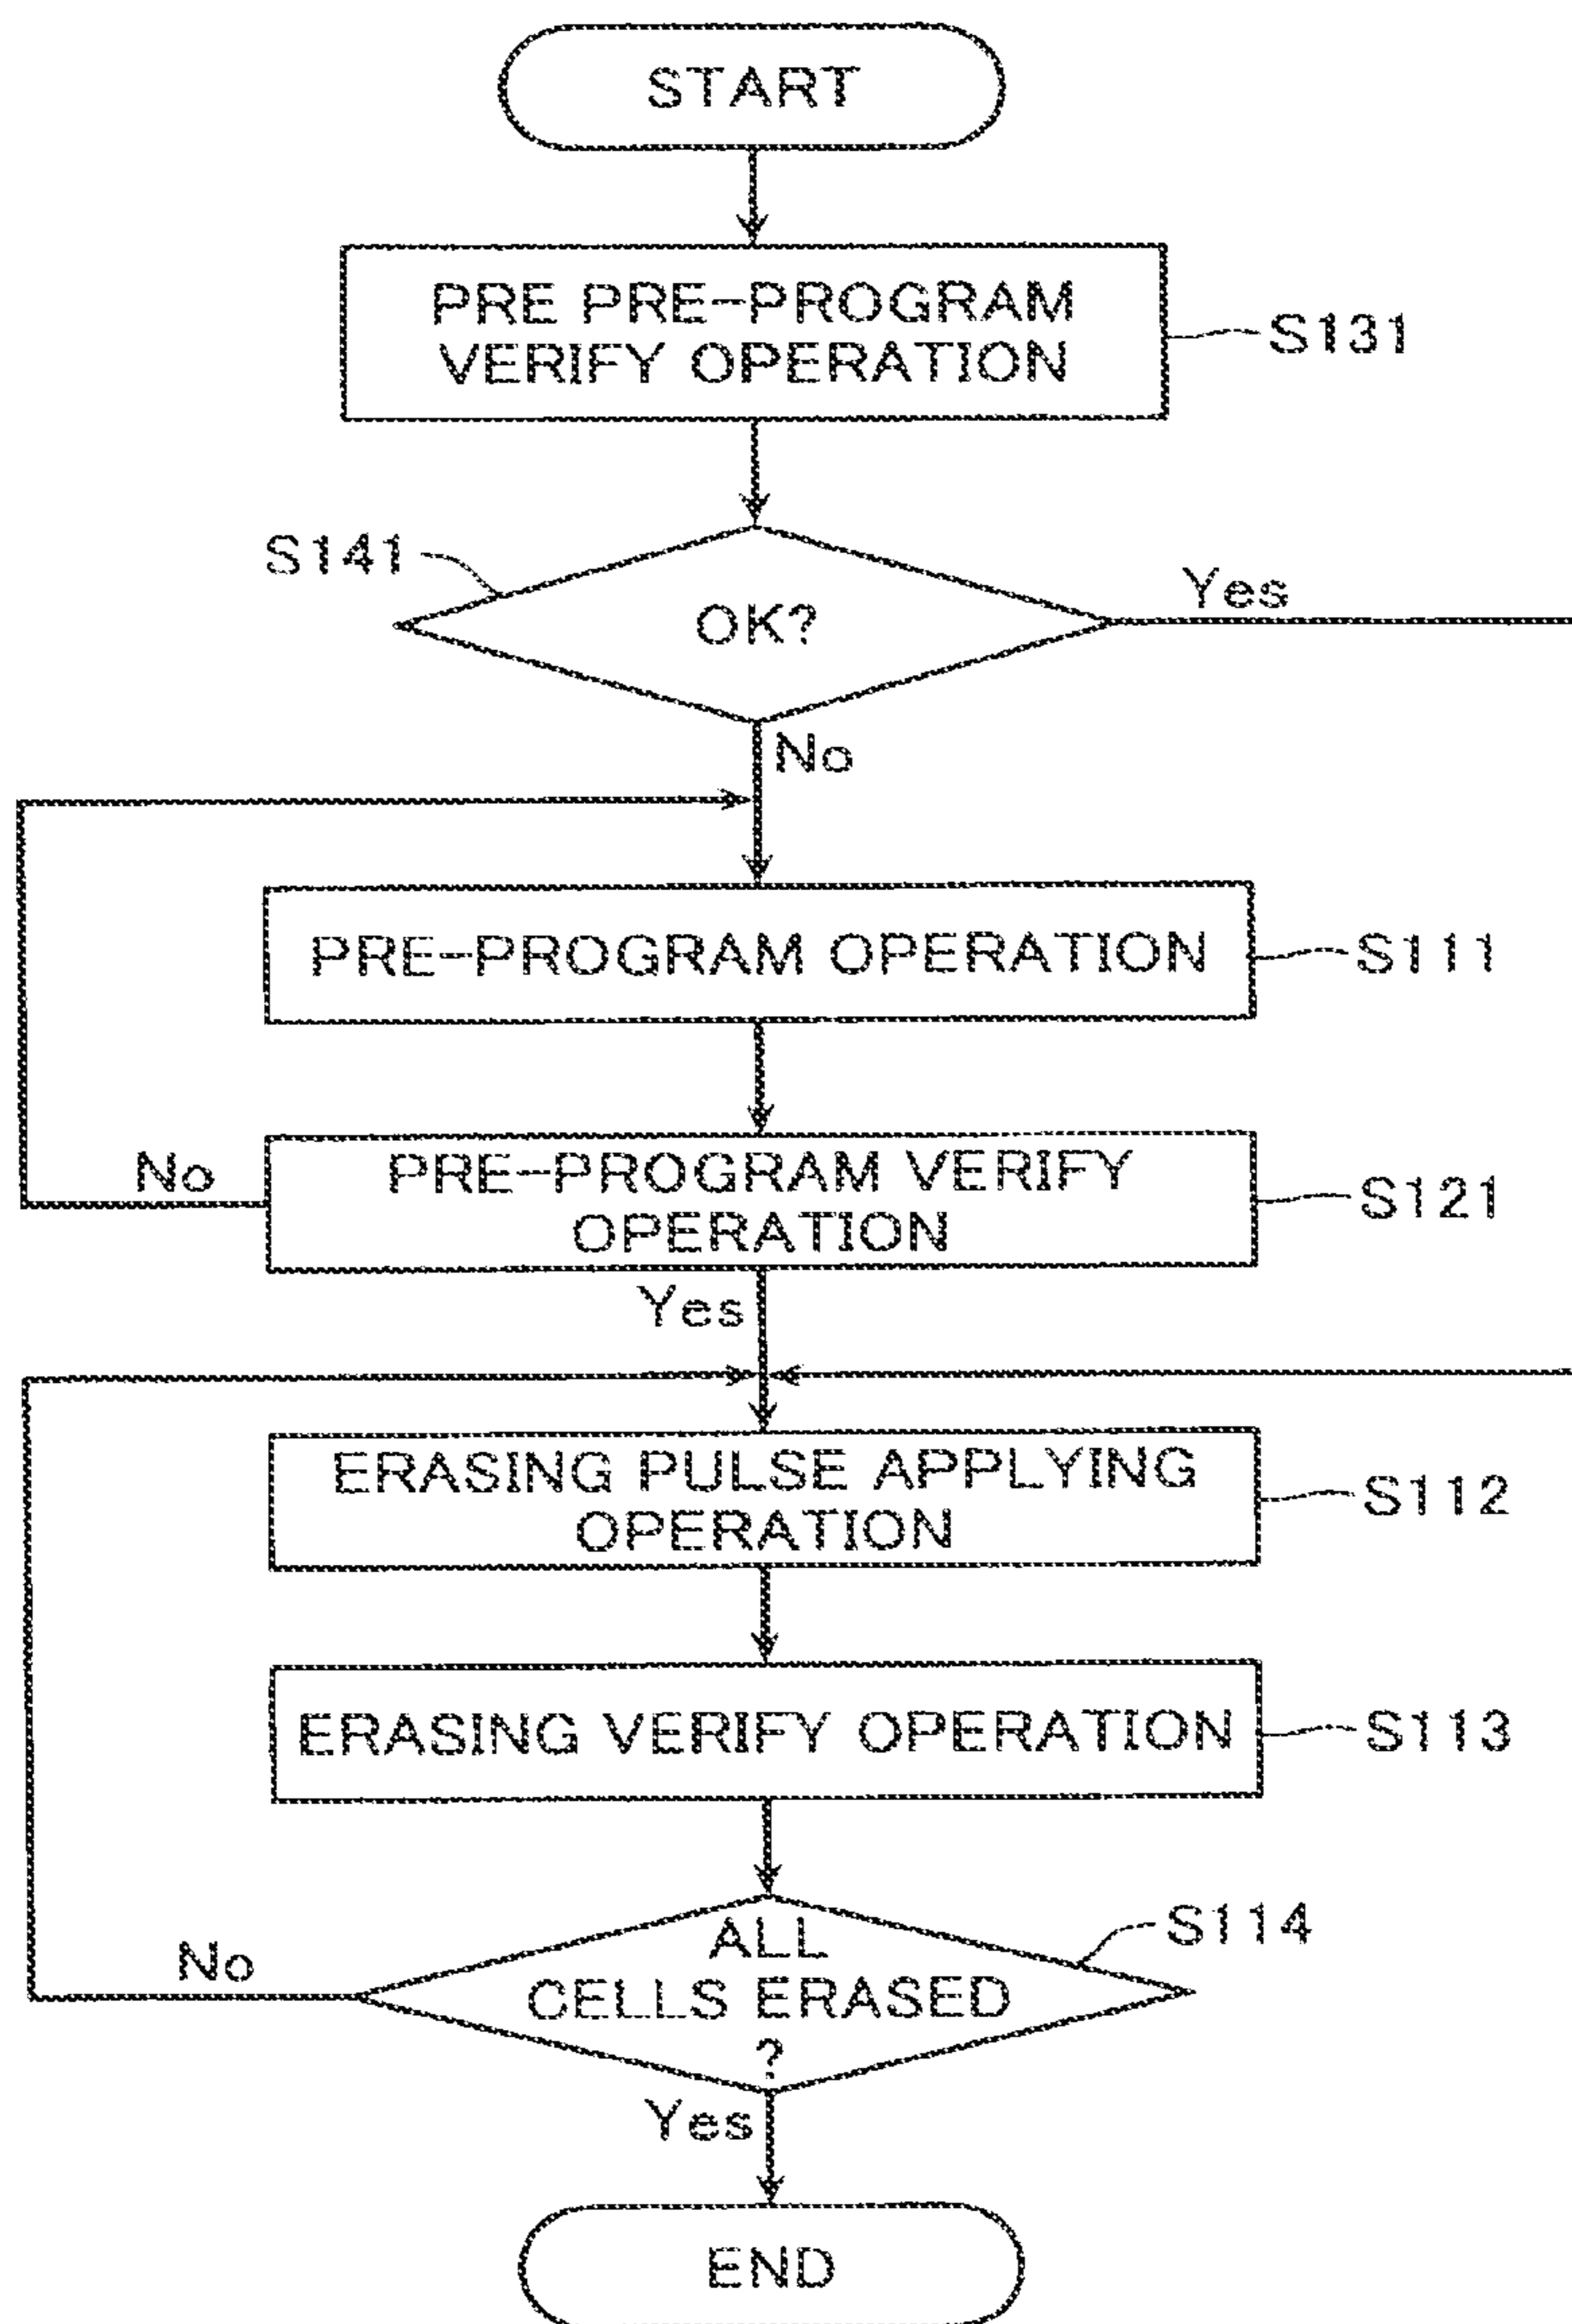 START
PRE PRE-PROGRAM
VERIFY OPERATION
S131
S141
OK?
Yes
No
PRE-PROGRAM OPERATION
S111
PRE-PROGRAM VERIFY
OPERATION
S121
No
Yes
ERASING PULSE APPLYING
OPERATION
S112
ERASING VERIFY OPERATION
S113
ALL
CELLS ERASED
?
S114
No
Yes
END